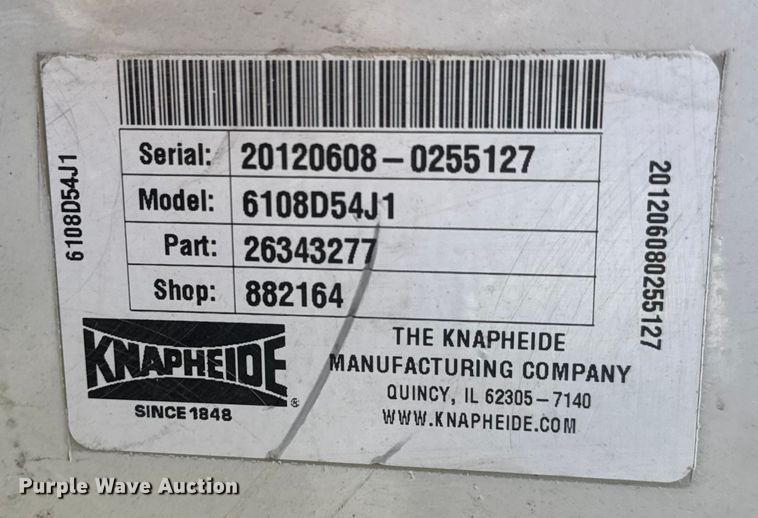 Serial: 20120608-0255127
Model: 6108D54J1
Part: 26343277
Shop: 882164
6108D54J1
201206080255127
KNAPHEIDE
®
SINCE 1848
THE KNAPHEIDE
MANUFACTURING COMPANY
QUINCY, IL 62305-7140
WWW.KNAPHEIDE.COM
Purple Wave Auction